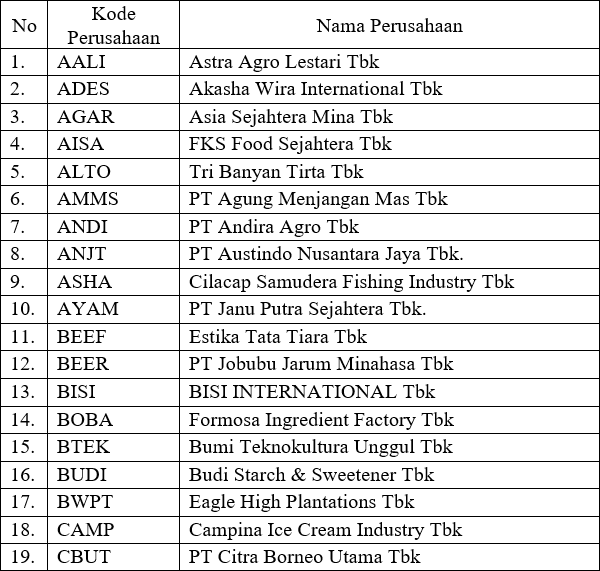 No Kode Perusahaan Nama Perusahaan
1. AALI Astra Agro Lestari Tbk
2. ADES Akasha Wira International Tbk
3. AGAR Asia Sejahtera Mina Tbk
4. AISA FKS Food Sejahtera Tbk
5. ALTO Tri Banyan Tirta Tbk
6. AMMS PT Agung Menjangan Mas Tbk
7. ANDI PT Andira Agro Tbk
8. ANJT PT Austindo Nusantara Jaya Tbk.
9. ASHA Cilacap Samudera Fishing Industry Tbk
10. AYAM PT Janu Putra Sejahtera Tbk.
11. BEEF Estika Tata Tiara Tbk
12. BEER PT Jobubu Jarum Minahasa Tbk
13. BISI BISI INTERNATIONAL Tbk
14. BOBA Formosa Ingredient Factory Tbk
15. BTEK Bumi Teknokultura Unggul Tbk
16. BUDI Budi Starch & Sweetener Tbk
17. BWPT Eagle High Plantations Tbk
18. CAMP Campina Ice Cream Industry Tbk
19. CBUT PT Citra Borneo Utama Tbk